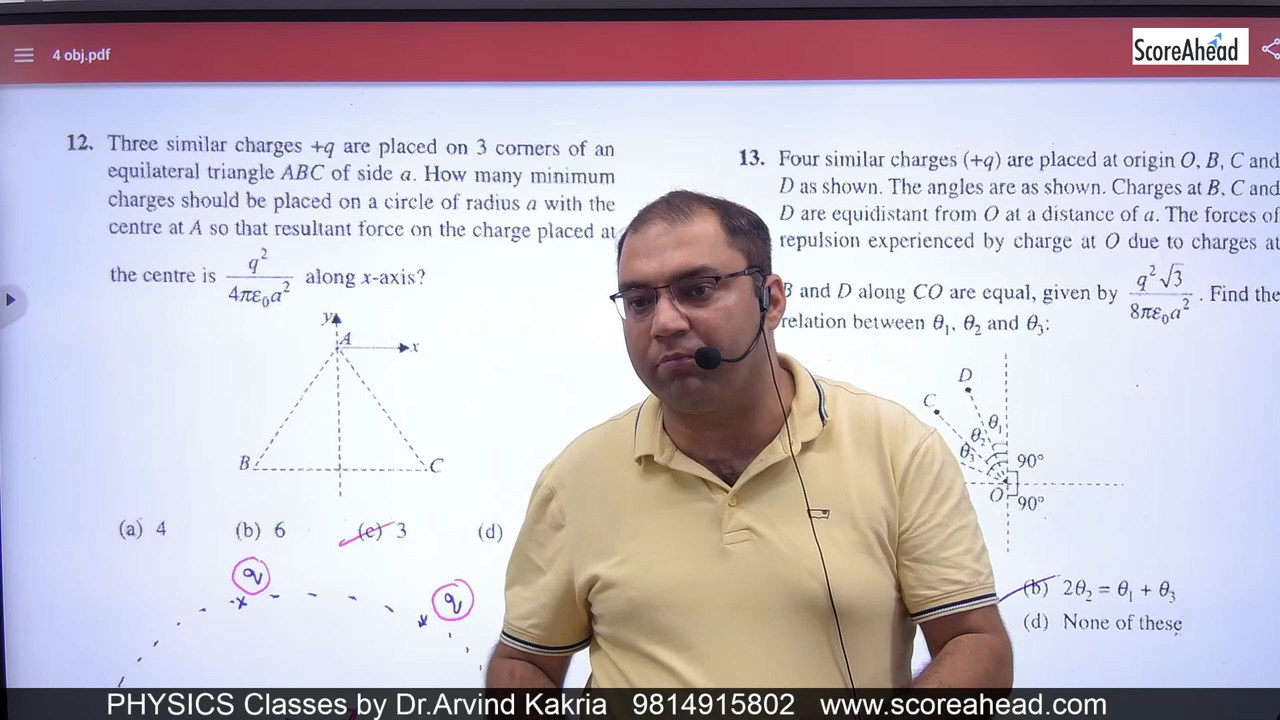 4 obj.pdf
ScoreAhead
12. Three similar charges +q are placed on 3 corners of an
equilateral triangle ABC of side a. How many minimum
charges should be placed on a circle of radius a with the
centre at A so that resultant force on the charge placed at
the centre is q² / 4πε₀a² along x-axis?
y
A
x
B
C
(a) 4 (b) 6 (c) 3 (d)
q
q
13. Four similar charges (+q) are placed at origin O, B, C and
D as shown. The angles are as shown. Charges at B, C and
D are equidistant from O at a distance of a. The forces of
repulsion experienced by charge at O due to charges at
B and D along CO are equal, given by q²√3 / 8πε₀a². Find the
relation between θ₁, θ₂ and θ₃:
D
C
θ₁
θ₂
θ₃
90°
O
90°
(b) 2θ₂ = θ₁ + θ₃
(d) None of these
PHYSICS Classes by Dr.Arvind Kakria 9814915802 www.scoreahead.com